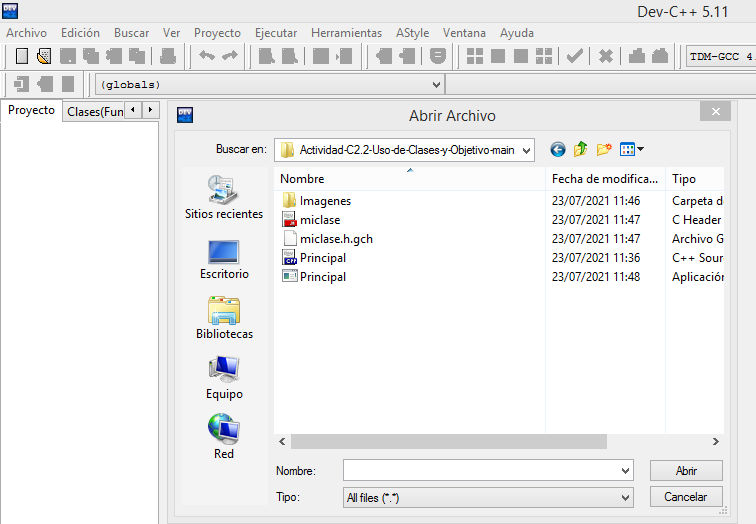 Dev-C++ 5.11
Archivo Edición Buscar Ver Proyecto Ejecutar Herramientas AStyle Ventana Ayuda
TDM-GCC 4.
(globals)
Proyecto Clases(Fun
Abrir Archivo
Buscar en: Actividad-C2.2-Uso-de-Clases-y-Objetivo-main
Nombre Fecha de modifica... Tipo
Imagenes 23/07/2021 11:46 Carpeta d
miclase 23/07/2021 11:47 C Header
miclase.h.gch 23/07/2021 11:47 Archivo G
Principal 23/07/2021 11:36 C++ Sour
Principal 23/07/2021 11:48 Aplicación
Sitios recientes
Escritorio
Bibliotecas
Equipo
Red
Nombre: Abrir
Tipo: All files (*.*) Cancelar